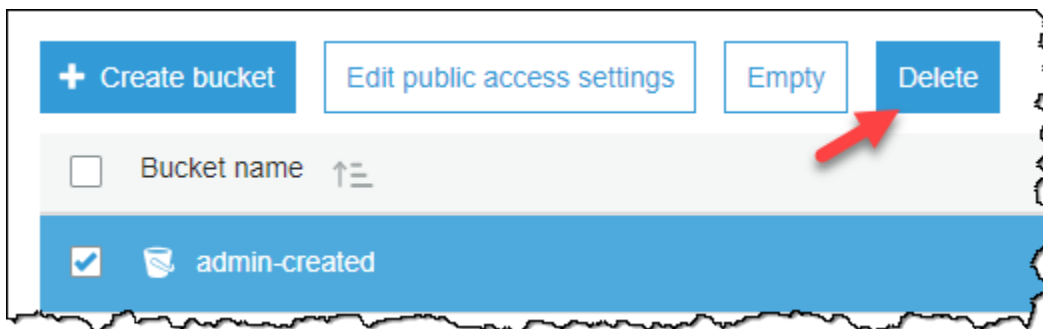 + Create bucket Edit public access settings Empty Delete
Bucket name
admin-created